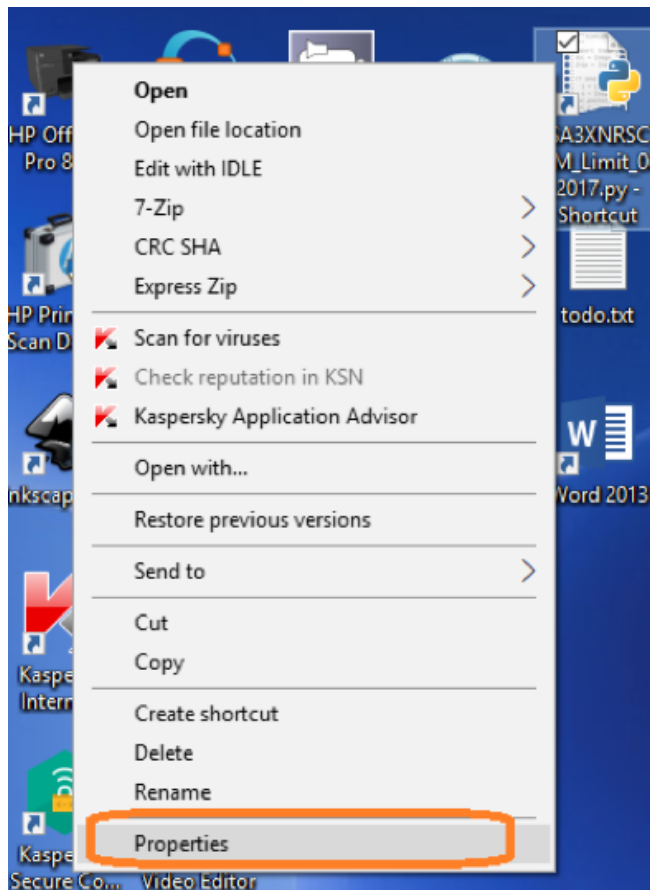 Open
Open file location
Edit with IDLE
7-Zip
CRC SHA
Express Zip
Scan for viruses
Check reputation in KSN
Kaspersky Application Advisor
Open with...
Restore previous versions
Send to
Cut
Copy
Create shortcut
Delete
Rename
Properties
HP Off
Pro 8
HP Prin
Scan D
nkscap
Kaspe
Intern
Kaspe
Secure Co...
Video Editor
A3XNRSC
M_Limit_0
2017.py -
Shortcut
todo.txt
W
Word 2013